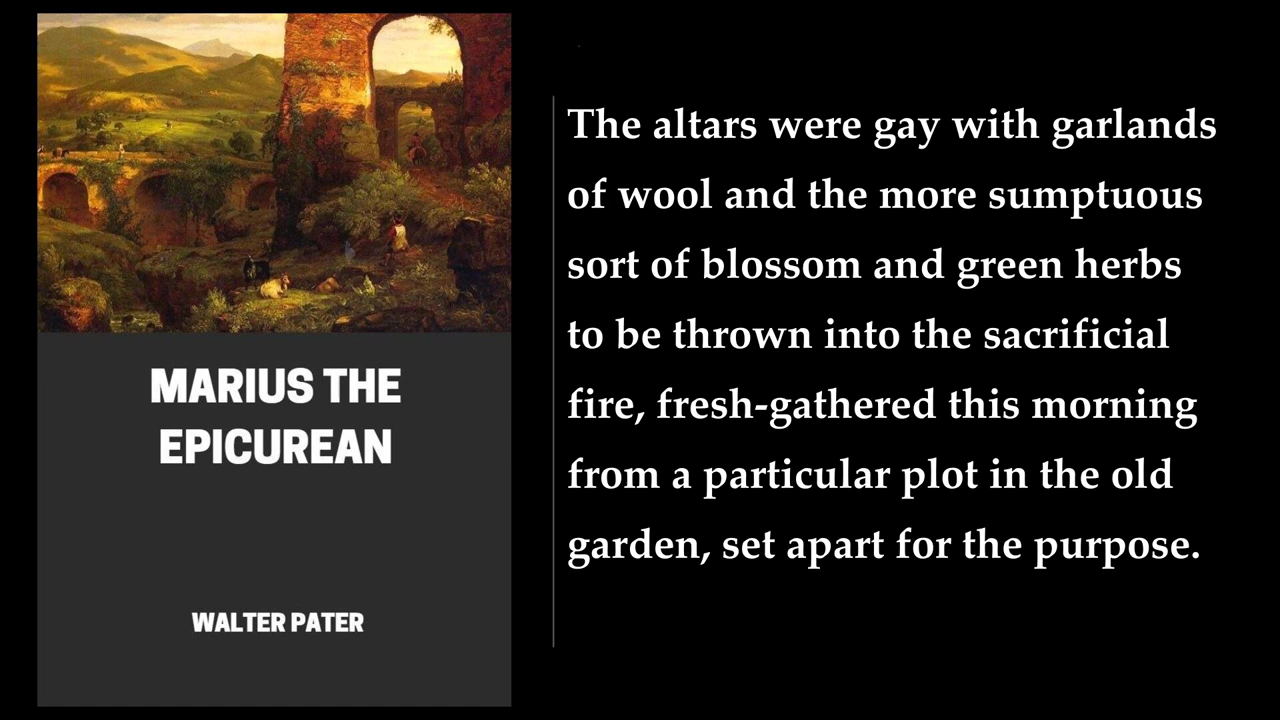 MARIUS THE
EPICUREAN
WALTER PATER
The altars were gay with garlands
of wool and the more sumptuous
sort of blossom and green herbs
to be thrown into the sacrificial
fire, fresh-gathered this morning
from a particular plot in the old
garden, set apart for the purpose.